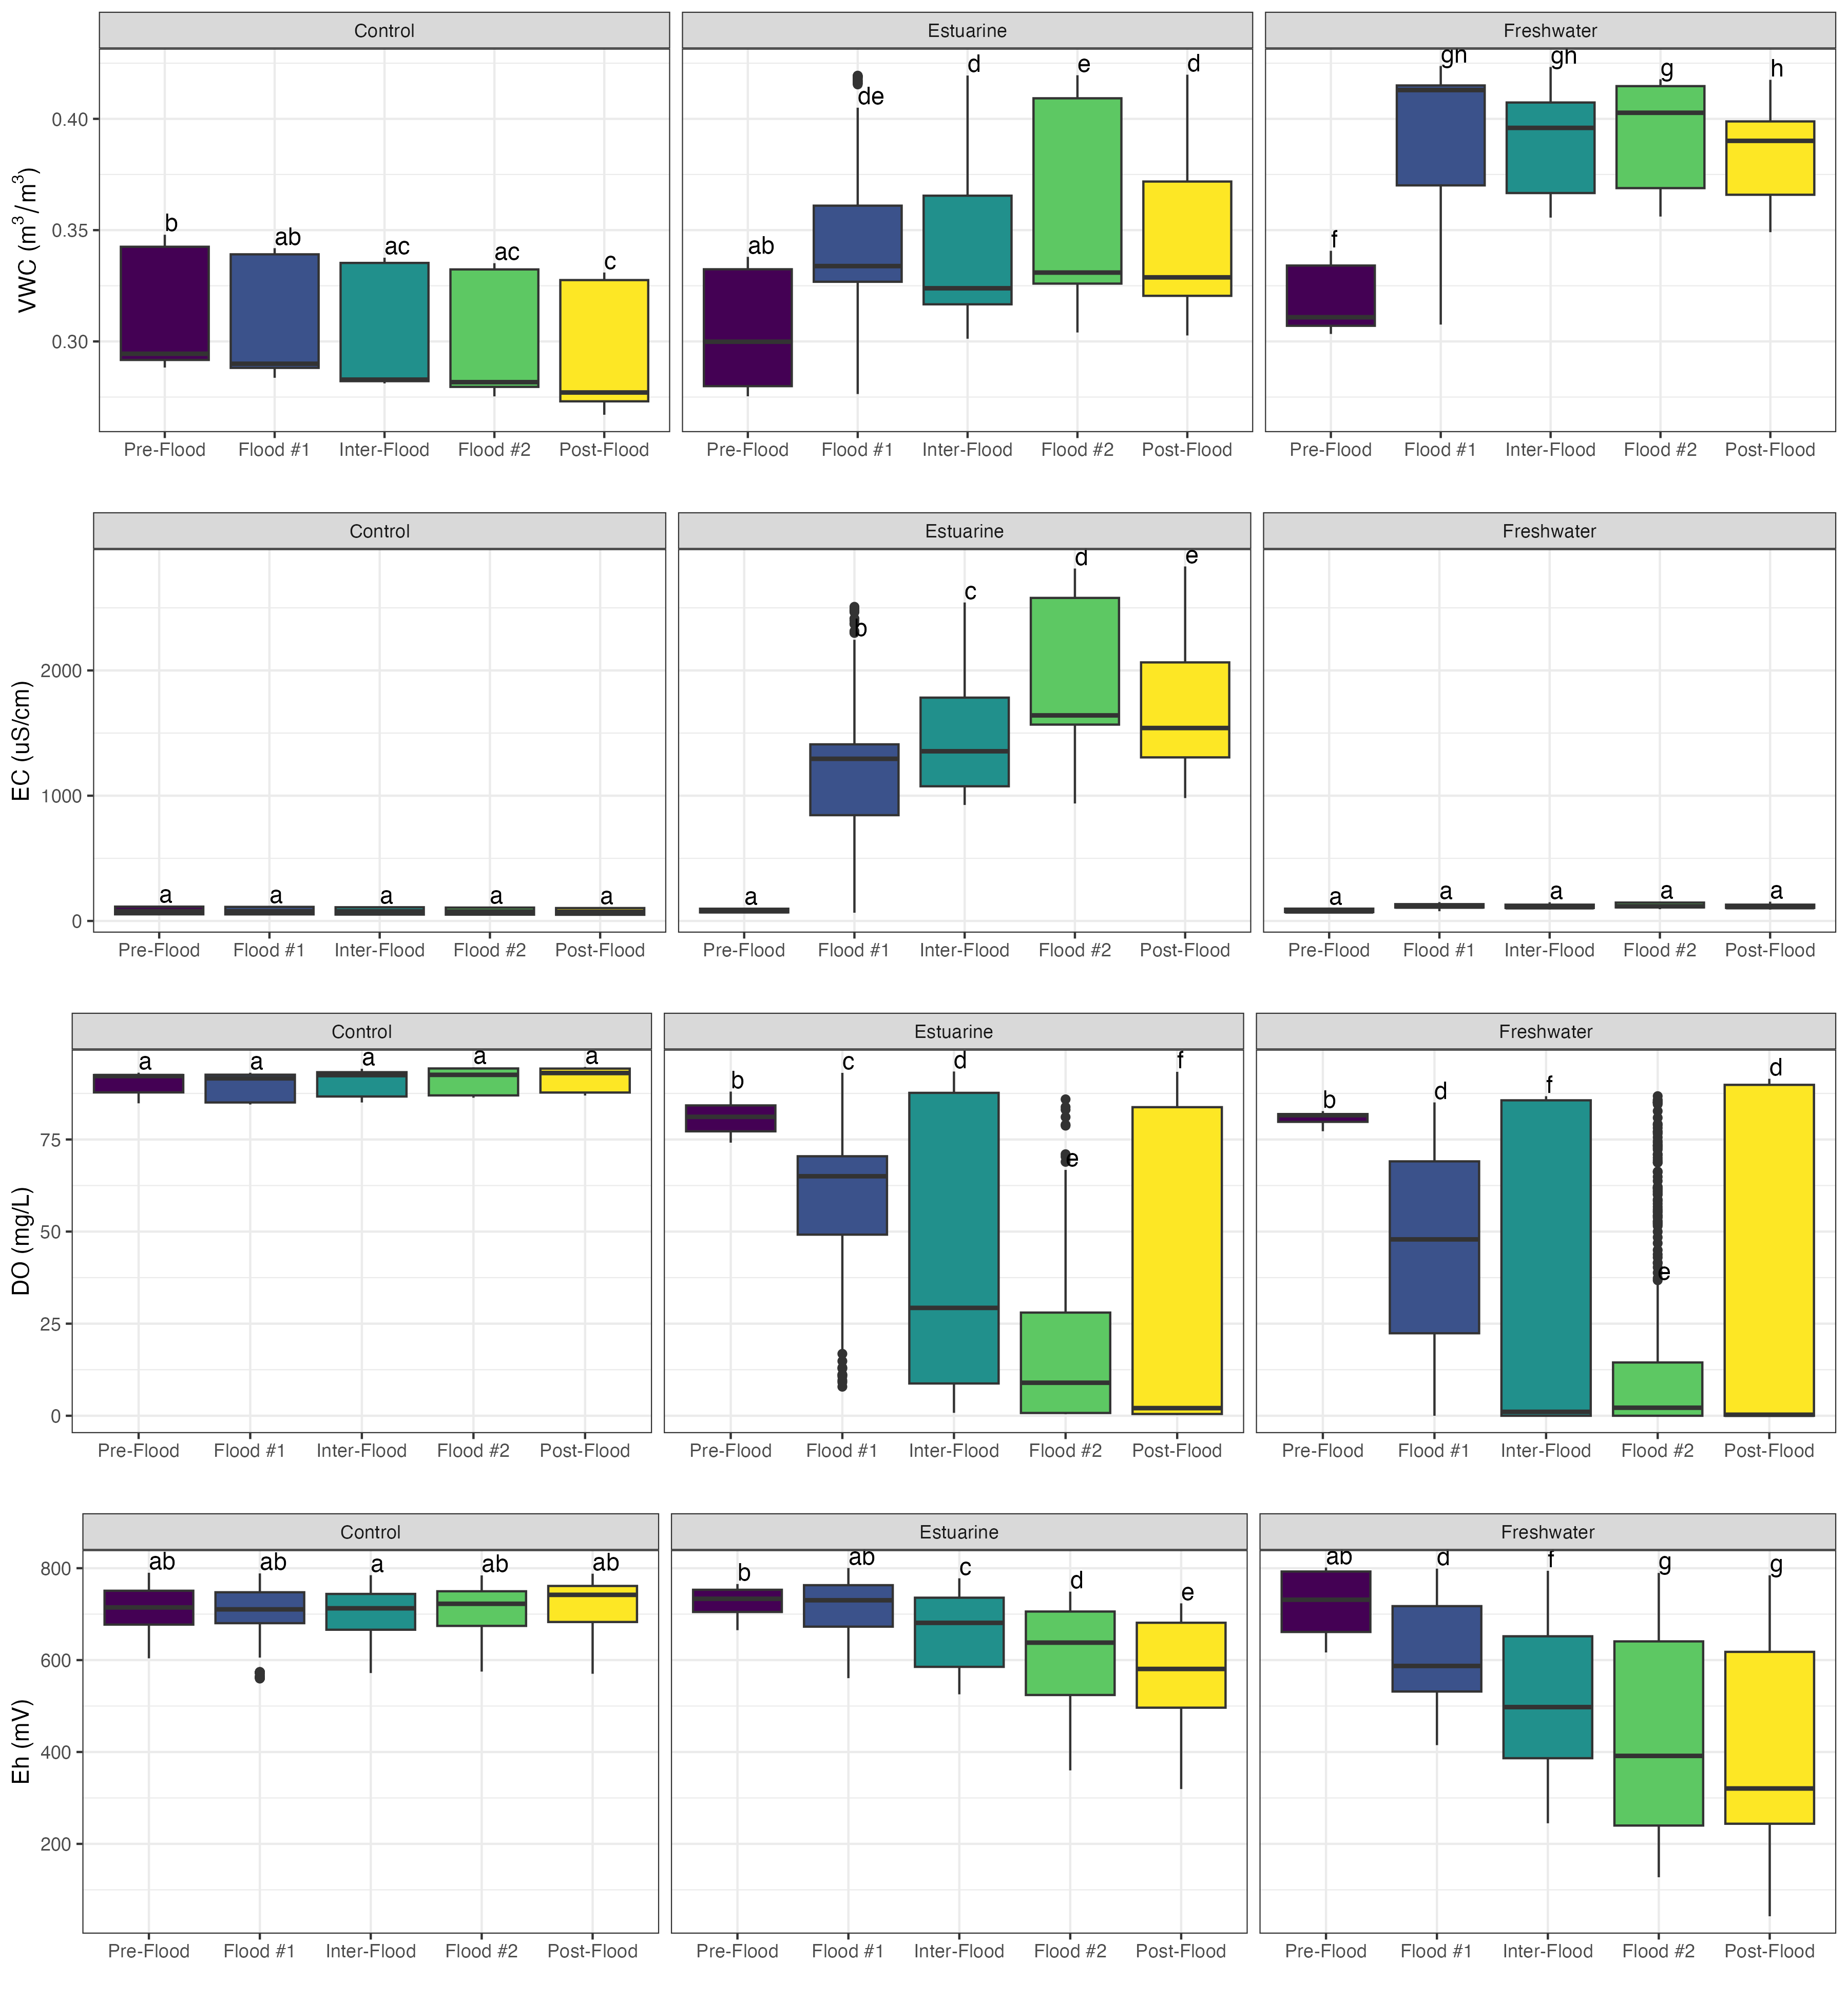 Control Estuarine Freshwater
VWC (m³/m³)
0.40
0.35
0.30
b ab ac ac c
ab de d e d
f gh gh g h
Pre-Flood Flood #1 Inter-Flood Flood #2 Post-Flood Pre-Flood Flood #1 Inter-Flood Flood #2 Post-Flood Pre-Flood Flood #1 Inter-Flood Flood #2 Post-Flood
Control Estuarine Freshwater
EC (uS/cm)
2000
1000
0
a a a a a
a b c d e
a a a a a
Pre-Flood Flood #1 Inter-Flood Flood #2 Post-Flood Pre-Flood Flood #1 Inter-Flood Flood #2 Post-Flood Pre-Flood Flood #1 Inter-Flood Flood #2 Post-Flood
Control Estuarine Freshwater
DO (mg/L)
75
50
25
0
a a a a a
b c d e f
b d f e d
Pre-Flood Flood #1 Inter-Flood Flood #2 Post-Flood Pre-Flood Flood #1 Inter-Flood Flood #2 Post-Flood Pre-Flood Flood #1 Inter-Flood Flood #2 Post-Flood
Control Estuarine Freshwater
Eh (mV)
800
600
400
200
ab ab a ab ab
b ab c d e
ab d f g g
Pre-Flood Flood #1 Inter-Flood Flood #2 Post-Flood Pre-Flood Flood #1 Inter-Flood Flood #2 Post-Flood Pre-Flood Flood #1 Inter-Flood Flood #2 Post-Flood